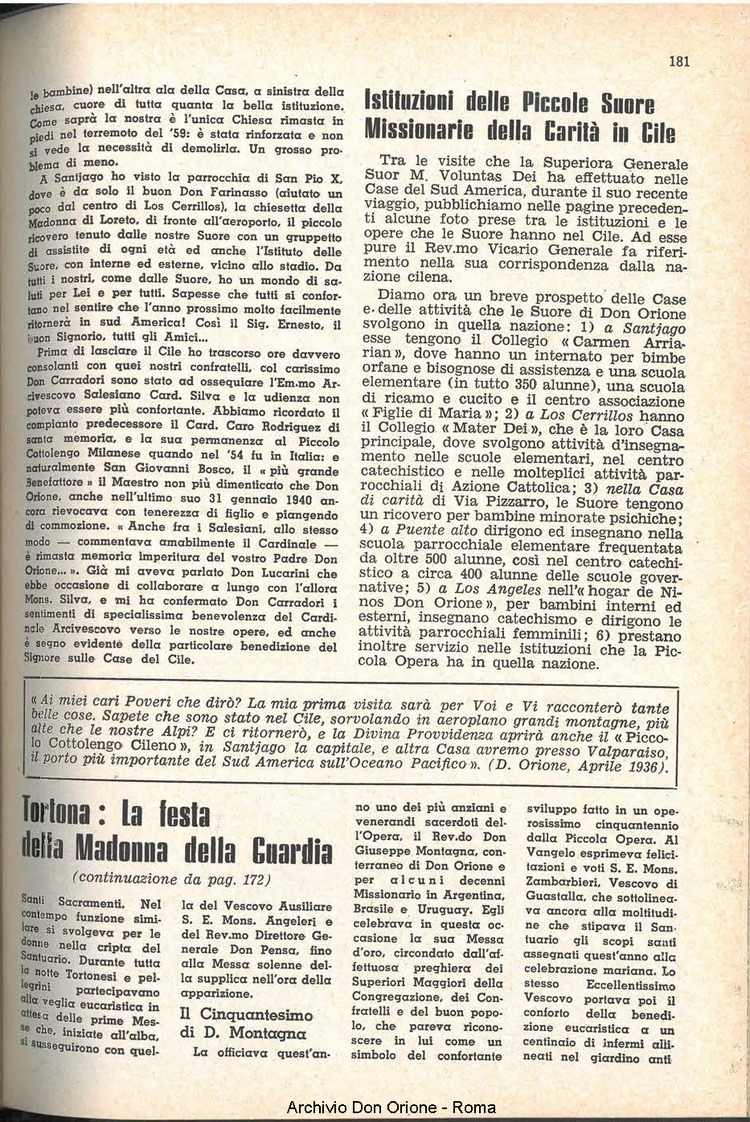 181
le bambine) nell'altra ala della Casa, a sinistra della
chiesa, cuore di tutta quanta la bella istituzione.
Come saprà la nostra è l'unica Chiesa rimasta in
piedi nel terremoto del '59: è stata rinforzata e non
si vede la necessità di demolirla. Un grosso pro-
blema di meno.
A Santjago ho visto la parrocchia di San Pio X,
dove è da solo il buon Don Farinasso (aiutato un
poco dal centro di Los Cerrillos), la chiesetta della
Madonna di Loreto, di fronte all'aeroporto, il piccolo
ricovero tenuto dalle nostre Suore con un gruppetto
di assistite di ogni età ed anche l'Istituto delle
Suore, con interne ed esterne, vicino allo stadio. Da
tutti i nostri, come dalle Suore, ho un mondo di sa-
luti per Lei e per tutti. Sapesse che tutti si confor-
tano nel sentire che l'anno prossimo molto facilmente
ritornerà in sud America! Così il Sig. Ernesto, il
buon Signorio, tutti gli Amici...
Prima di lasciare il Cile ho trascorso ore davvero
consolanti con quei nostri confratelli, col carissimo
Don Carradori sono stato ad ossequiare l'Em.mo Ar-
civescovo Salesiano Card. Silva e la udienza non
poteva essere più confortante. Abbiamo ricordato il
compianto predecessore il Card. Caro Rodriguez di
santa memoria, e la sua permanenza al Piccolo
Cottolengo Milanese quando nel '54 fu in Italia: e
naturalmente San Giovanni Bosco, il « più grande
Benefattore » il Maestro non più dimenticato che Don
Orione, anche nell'ultimo suo 31 gennaio 1940 an-
cora rievocava con tenerezza di figlio e piangendo
di commozione. « Anche fra i Salesiani, allo stesso
modo — commentava amabilmente il Cardinale —
è rimasta memoria imperitura del vostro Padre Don
Orione... ». Già mi aveva parlato Don Lucarini che
ebbe occasione di collaborare a lungo con l'allora
Mons. Silva, e mi ha confermato Don Carradori i
sentimenti di specialissima benevolenza del Cardi-
nale Arcivescovo verso le nostre opere, ed anche
è segno evidente della particolare benedizione del
Signore sulle Case del Cile.
Istituzioni delle Piccole Suore
Missionarie della Carità in Cile
Tra le visite che la Superiora Generale
Suor M. Voluntas Dei ha effettuato nelle
Case del Sud America, durante il suo recente
viaggio, pubblichiamo nelle pagine preceden-
ti alcune foto prese tra le istituzioni e le
opere che le Suore hanno nel Cile. Ad esse
pure il Rev.mo Vicario Generale fa riferi-
mento nella sua corrispondenza dalla na-
zione cilena.
Diamo ora un breve prospetto delle Case
e delle attività che le Suore di Don Orione
svolgono in quella nazione: 1) a Santjago
esse tengono il Collegio « Carmen Arria-
rian », dove hanno un internato per bimbe
orfane e bisognose di assistenza e una scuola
elementare (in tutto 350 alunne), una scuola
di ricamo e cucito e il centro associazione
« Figlie di Maria »; 2) a Los Cerrillos hanno
il Collegio « Mater Dei », che è la loro Casa
principale, dove svolgono attività d'insegna-
mento nelle scuole elementari, nel centro
catechistico e nelle molteplici attività par-
rocchiali di Azione Cattolica; 3) nella Casa
di carità di Via Pizzarro, le Suore tengono
un ricovero per bambine minorate psichiche;
4) a Puente alto dirigono ed insegnano nella
scuola parrocchiale elementare frequentata
da oltre 500 alunne, così nel centro catechi-
stico a circa 400 alunne delle scuole gover-
native; 5) a Los Angeles nell'« hogar de Ni-
nos Don Orione », per bambini interni ed
esterni, insegnano catechismo e dirigono le
attività parrocchiali femminili; 6) prestano
inoltre servizio nelle istituzioni che la Pic-
cola Opera ha in quella nazione.
« Ai miei cari Poveri che dirò? La mia prima visita sarà per Voi e Vi racconterò tante
belle cose. Sapete che sono stato nel Cile, sorvolando in aeroplano grandi montagne, più
alte che le nostre Alpi? E ci ritornerò, e la Divina Provvidenza aprirà anche il « Picco-
lo Cottolengo Cileno », in Santjago la capitale, e altra Casa avremo presso Valparaiso,
il porto più importante del Sud America sull'Oceano Pacifico ». (D. Orione, Aprile 1936).
Tortona: La festa
della Madonna della Guardia
(continuazione da pag. 172)
Santi Sacramenti. Nel
contempo funzione simi-
lare si svolgeva per le
donne nella cripta del
Santuario. Durante tutta
la notte Tortonesi e pel-
legrini partecipavano
alla veglia eucaristica in
attesa delle prime Mes-
se che, iniziate all'alba,
si susseguirono con quel-
la del Vescovo Ausiliare
S. E. Mons. Angeleri e
del Rev.mo Direttore Ge-
nerale Don Pensa, fino
alla Messa solenne del-
la supplica nell'ora della
apparizione.
Il Cinquantesimo
di D. Montagna
La officiava quest'an-
no uno dei più anziani e
venerandi sacerdoti del-
l'Opera, il Rev.do Don
Giuseppe Montagna, con-
terraneo di Don Orione e
per alcuni decenni
Missionario in Argentina,
Brasile e Uruguay. Egli
celebrava in questa oc-
casione la sua Messa
d'oro, circondato dall'af-
fettuosa preghiera dei
Superiori Maggiori della
Congregazione, dei Con-
fratelli e del buon popo-
lo, che pareva ricono-
scere in lui come un
simbolo del confortante
sviluppo fatto in un ope-
rosissimo cinquantennio
dalla Piccola Opera. Al
Vangelo esprimeva felici-
tazioni e voti S. E. Mons.
Zambarbieri, Vescovo di
Guastalla, che sottolinea-
va ancora alla moltitudi-
ne che stipava il San-
tuario gli scopi santi
assegnati quest'anno alla
celebrazione mariana. Lo
stesso Eccellentissimo
Vescovo portava poi il
conforto della benedi-
zione eucaristica a un
centinaio di infermi alli-
neati nel giardino anti
Archivio Don Orione - Roma